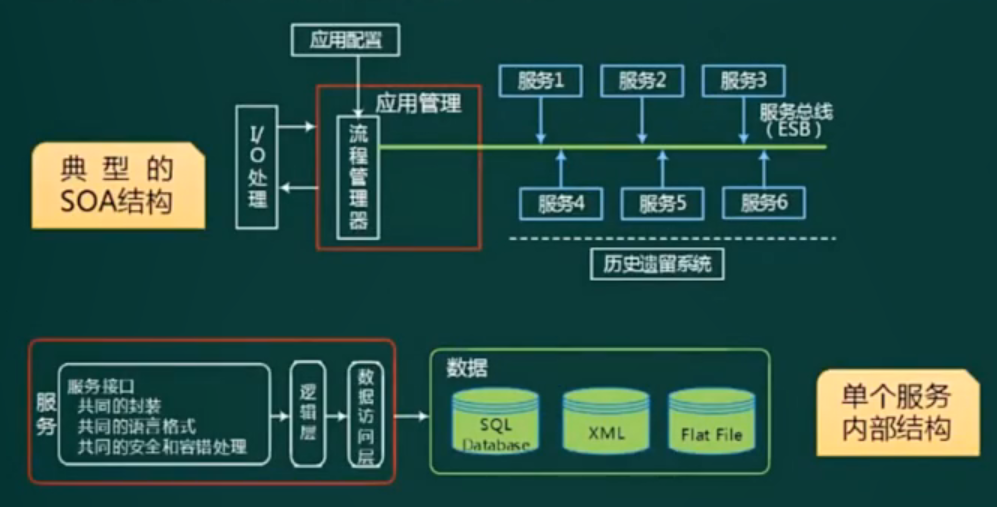 应用配置
典型的
SOA结构
I/O处理
应用管理
流程管理器
服务1
服务2
服务3
服务总线
(ESB)
服务4
服务5
服务6
历史遗留系统
服务
服务接口
共同的封装
共同的语言格式
共同的安全和容错处理
逻辑层
数据访问层
数据
SQL
Database
XML
Flat File
单个服务
内部结构